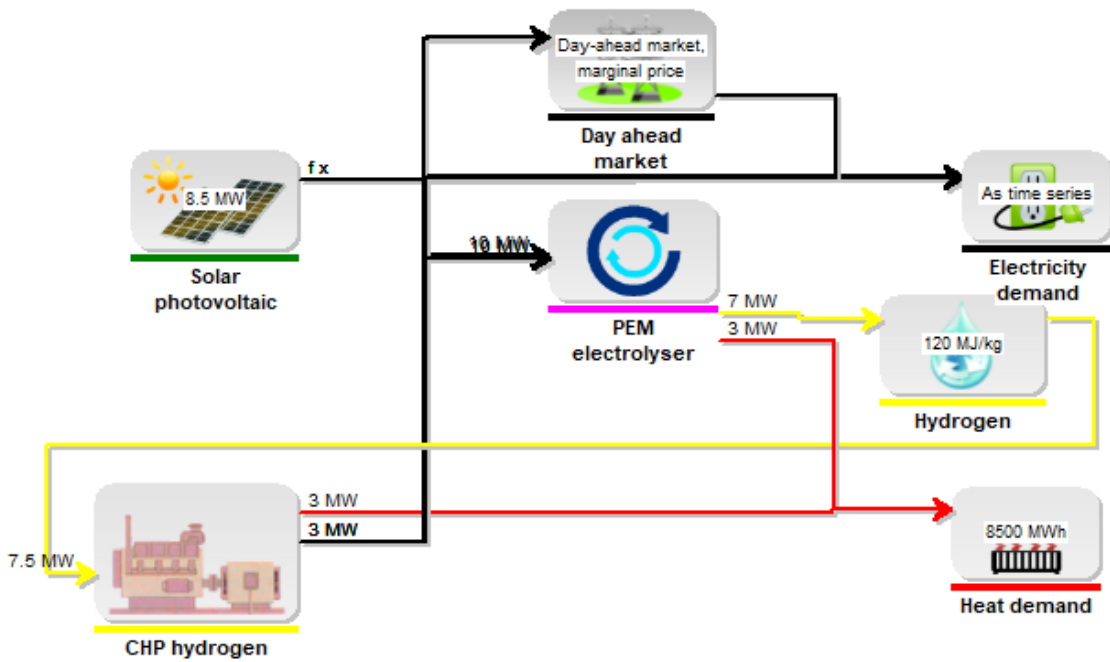 Day-ahead market,
marginal price
Day ahead
market
f x
8.5 MW
Solar
photovoltaic
As time series
Electricity
demand
10 MW
PEM
electrolyser
7 MW
3 MW
120 MJ/kg
Hydrogen
3 MW
3 MW
7.5 MW
CHP hydrogen
8500 MWh
Heat demand